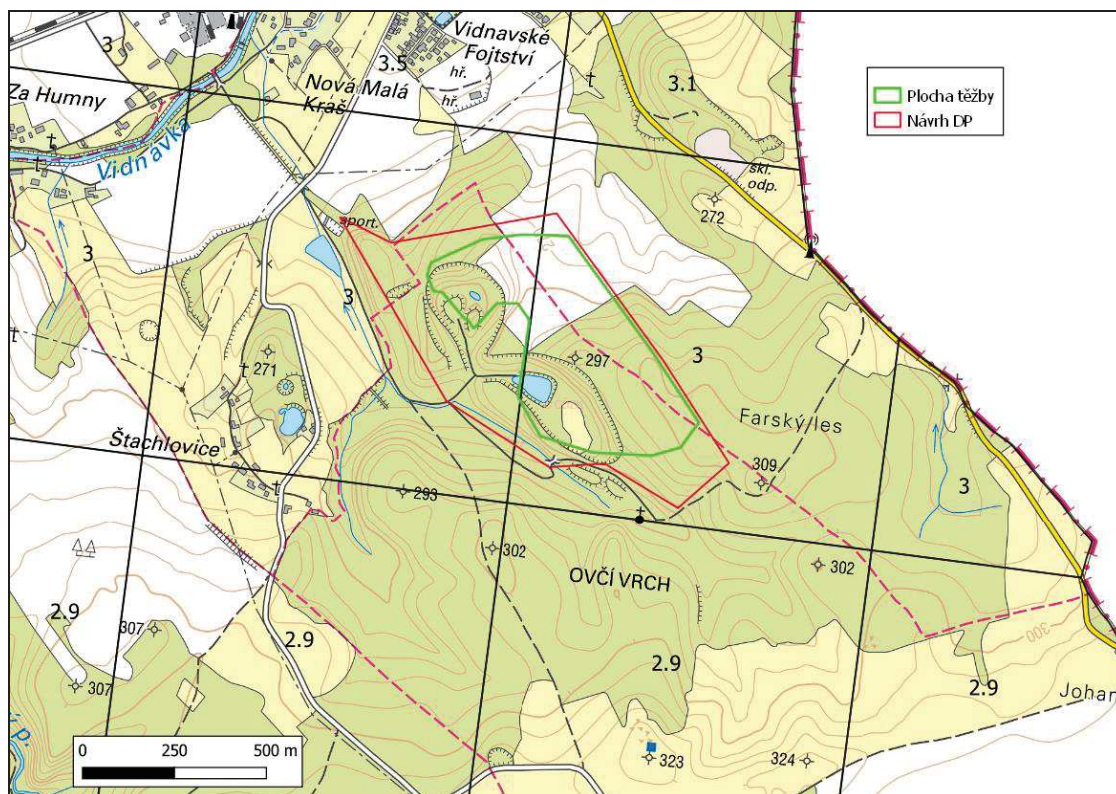 3
Vidnavské
Fojtství
3.5
hř.
hř.
Nová Malá
Kraš
Za Humny
Vidnávka
3.1
skl.
odp.
272
Plocha těžby
Návrh DP
sport.
3
3
3
297
271
Farský les
Štachlovice
309
3
293
302
OVČÍ VRCH
302
2.9
307
2.9
307
2.9
300
2.9
Johan
323
324
0 250 500 m